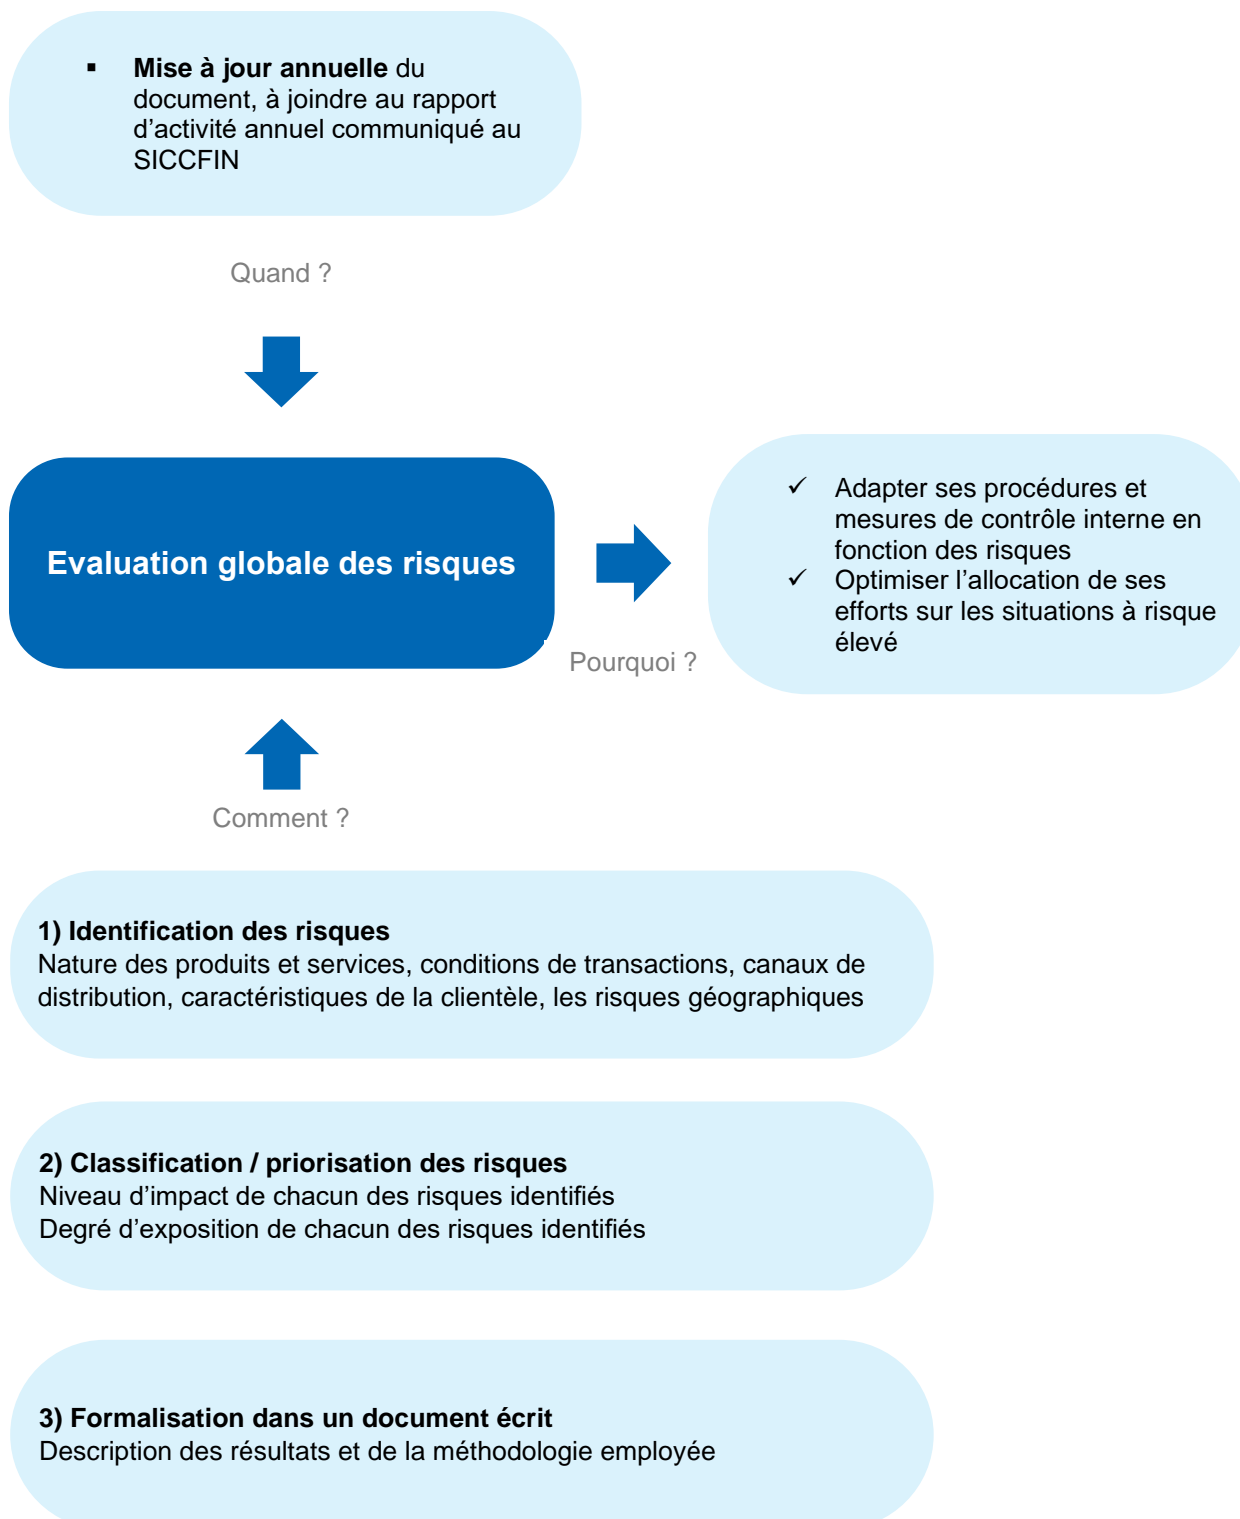 ▪ Mise à jour annuelle du
document, à joindre au rapport
d’activité annuel communiqué au
SICCFIN
Quand ?
Evaluation globale des risques
✓ Adapter ses procédures et
mesures de contrôle interne en
fonction des risques
✓ Optimiser l’allocation de ses
efforts sur les situations à risque
élevé
Pourquoi ?
Comment ?
1) Identification des risques
Nature des produits et services, conditions de transactions, canaux de
distribution, caractéristiques de la clientèle, les risques géographiques
2) Classification / priorisation des risques
Niveau d’impact de chacun des risques identifiés
Degré d’exposition de chacun des risques identifiés
3) Formalisation dans un document écrit
Description des résultats et de la méthodologie employée